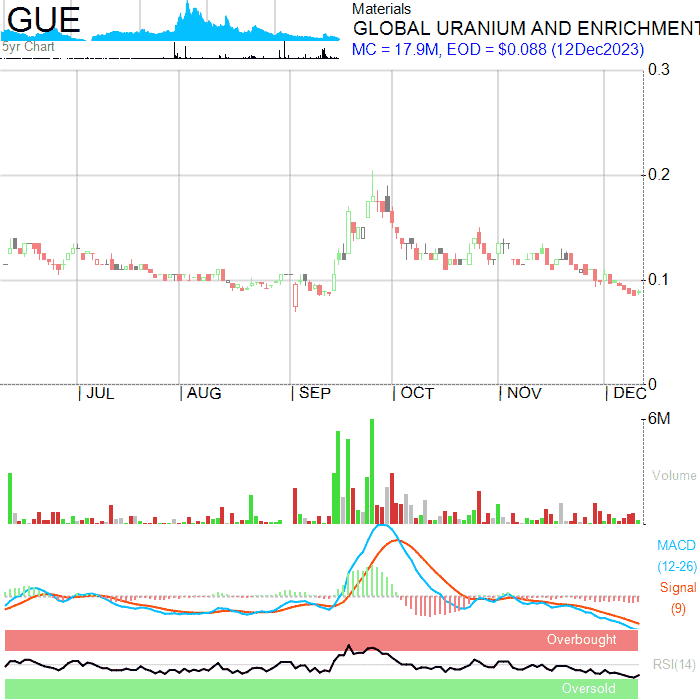 GUE
5yr Chart
Materials
GLOBAL URANIUM AND ENRICHMENT
MC = 17.9M, EOD = $0.088 (12Dec2023)
0.3
0.2
0.1
0
JUL AUG SEP OCT NOV DEC
6M
Volume
MACD
(12-26)
Signal
(9)
Overbought
RSI(14)
Oversold